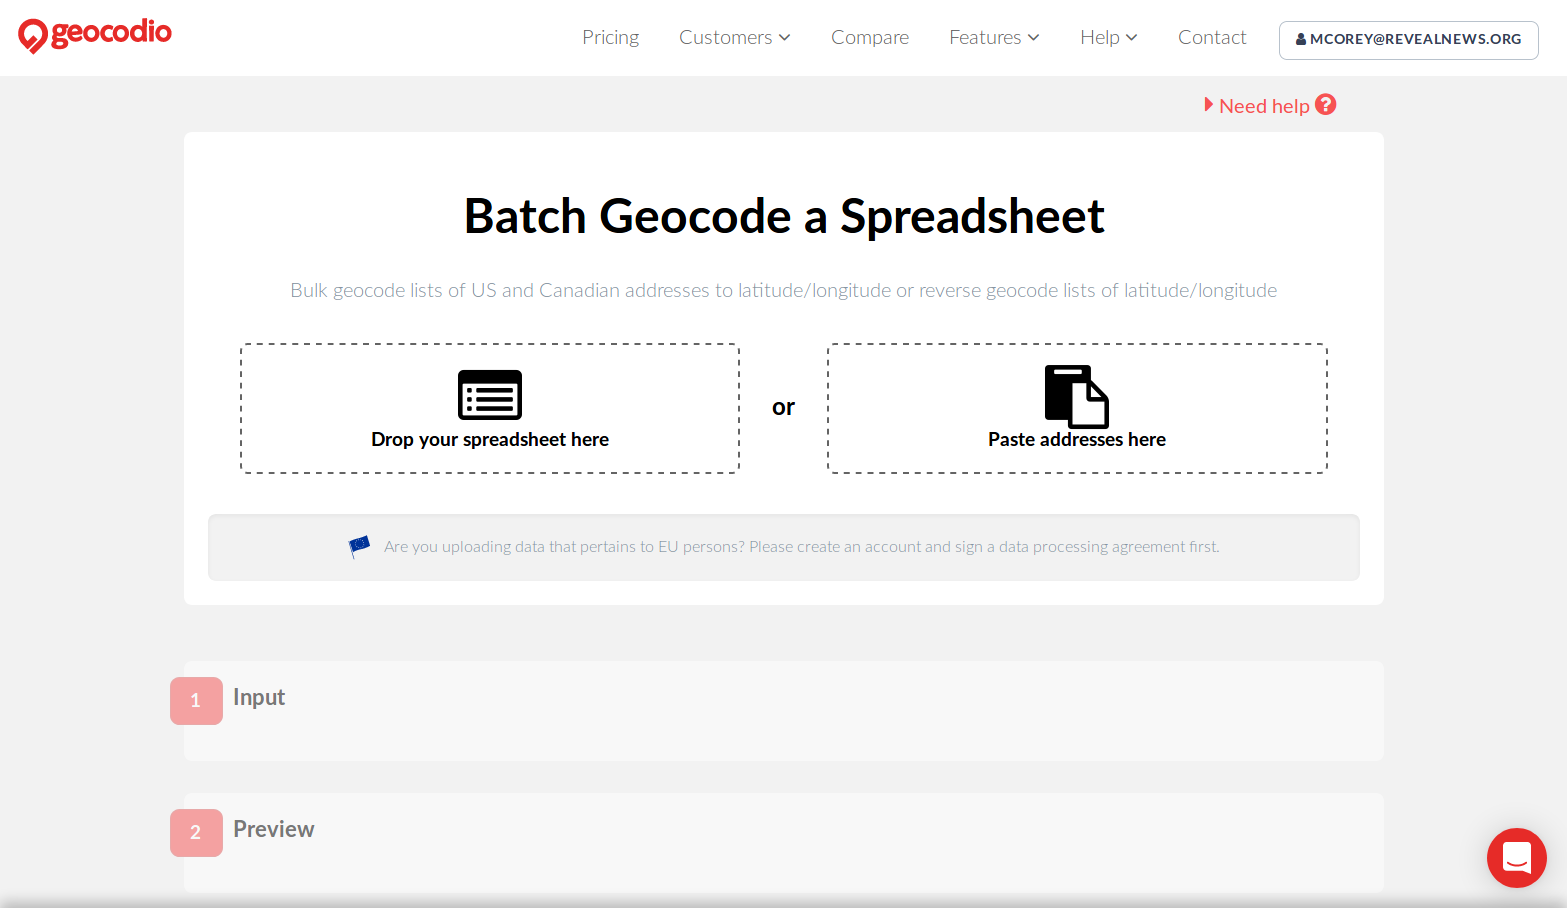 geocodio
Pricing Customers Compare Features Help Contact MCOREY@REVEALNEWS.ORG
Need help ?
Batch Geocode a Spreadsheet
Bulk geocode lists of US and Canadian addresses to latitude/longitude or reverse geocode lists of latitude/longitude
Drop your spreadsheet here
or
Paste addresses here
Are you uploading data that pertains to EU persons? Please create an account and sign a data processing agreement first.
1 Input
2 Preview